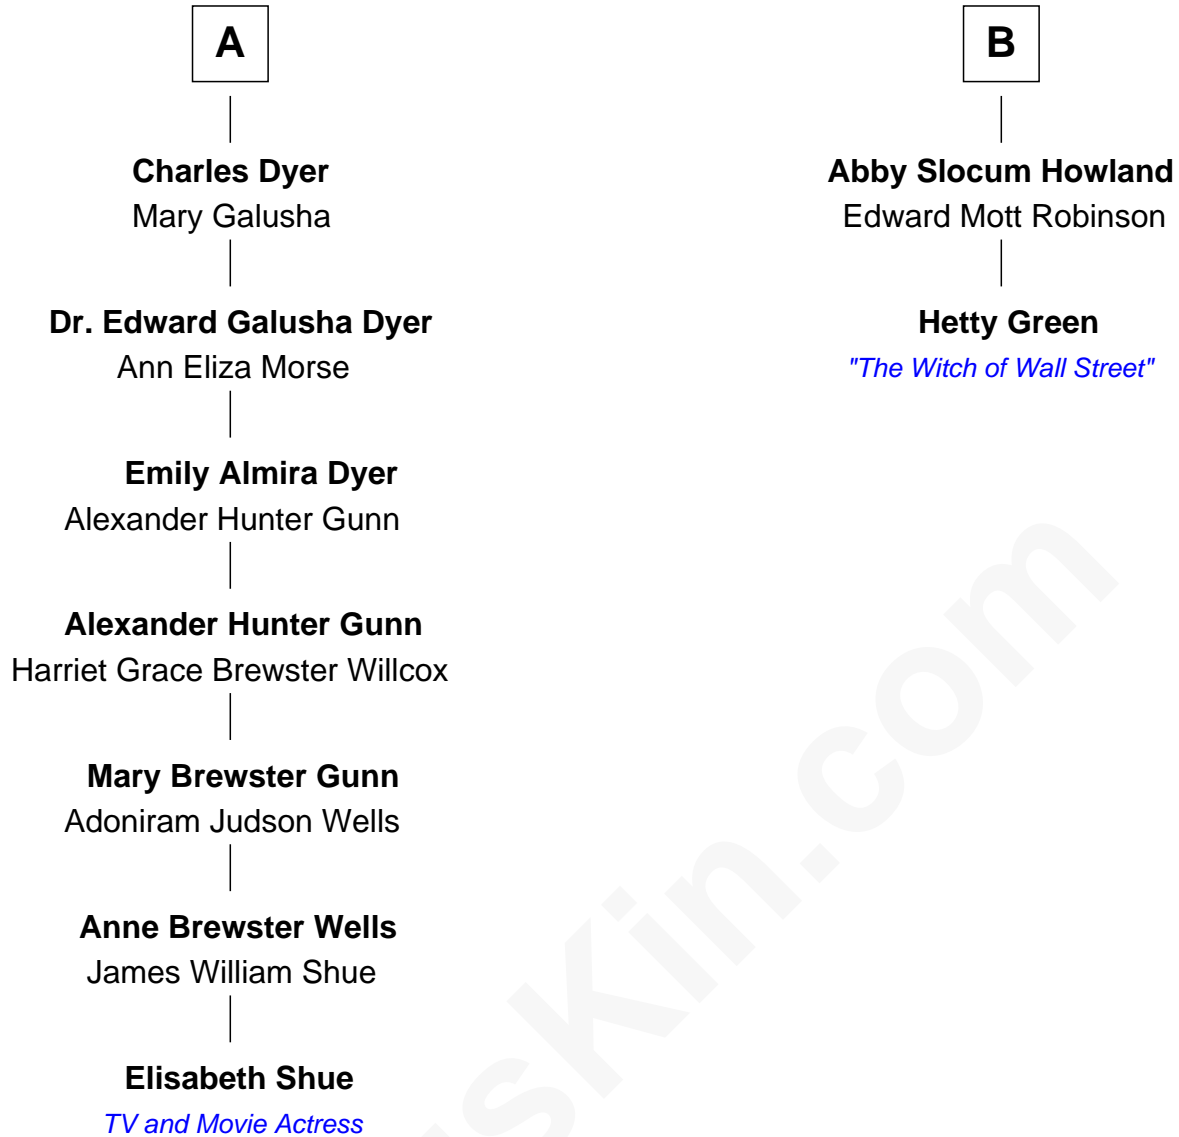 A
Charles Dyer
Mary Galusha
Dr. Edward Galusha Dyer
Ann Eliza Morse
Emily Almira Dyer
Alexander Hunter Gunn
Alexander Hunter Gunn
Harriet Grace Brewster Willcox
Mary Brewster Gunn
Adoniram Judson Wells
Anne Brewster Wells
James William Shue
Elisabeth Shue
TV and Movie Actress
B
Abby Slocum Howland
Edward Mott Robinson
Hetty Green
"The Witch of Wall Street"
sKin.com